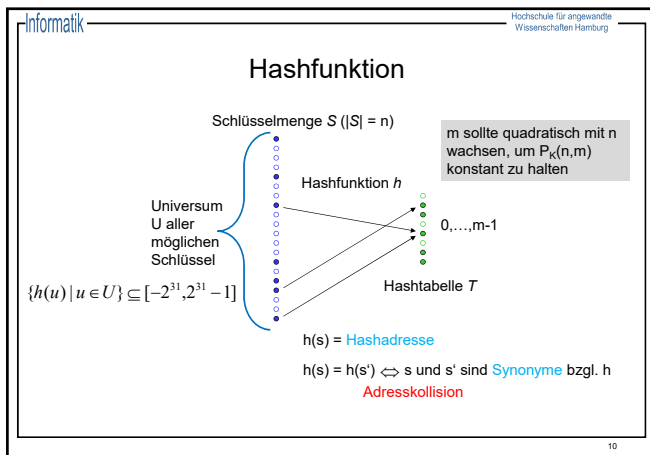 Informatik
Hochschule für angewandte
Wissenschaften Hamburg
Hashfunktion
Schlüsselmenge S (|S| = n)
m sollte quadratisch mit n
wachsen, um P_K(n,m)
konstant zu halten
Hashfunktion h
Universum
U aller
möglichen
Schlüssel
0,…,m-1
{h(u) | u ∈ U} ⊆ [−2^31, 2^31 − 1]
Hashtabelle T
h(s) = Hashadresse
h(s) = h(s‘) ⇔ s und s‘ sind Synonyme bzgl. h
Adresskollision
10